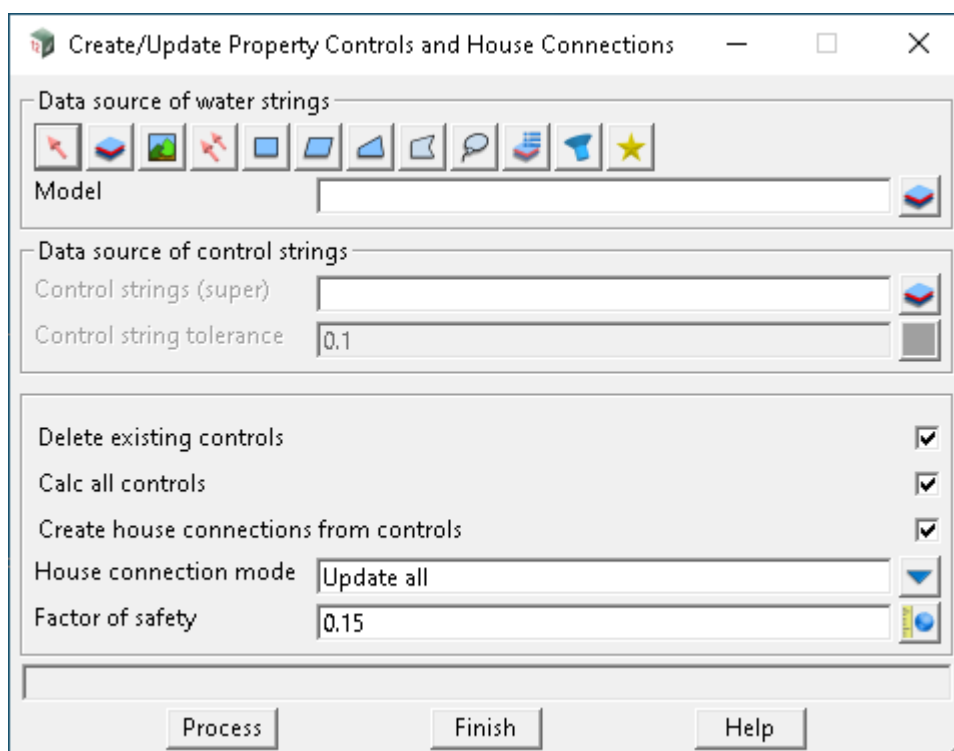 Create/Update Property Controls and House Connections
Data source of water strings
Model
Data source of control strings
Control strings (super)
Control string tolerance 0.1
Delete existing controls
Calc all controls
Create house connections from controls
House connection mode Update all
Factor of safety 0.15
Process Finish Help